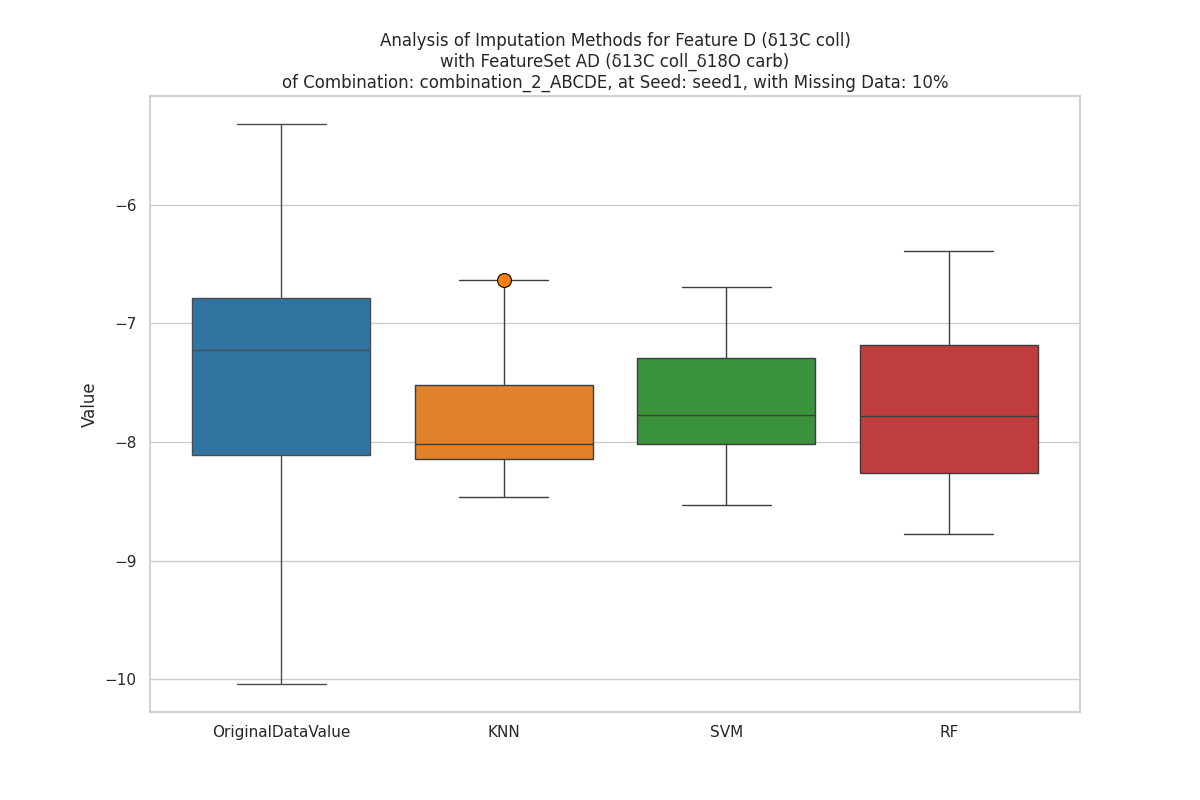 Analysis of Imputation Methods for Feature D (δ13C coll)
with FeatureSet AD (δ13C coll_δ18O carb)
of Combination: combination_2_ABCDE, at Seed: seed1, with Missing Data: 10%
Value
−6
−7
−8
−9
−10
OriginalDataValue
KNN
SVM
RF